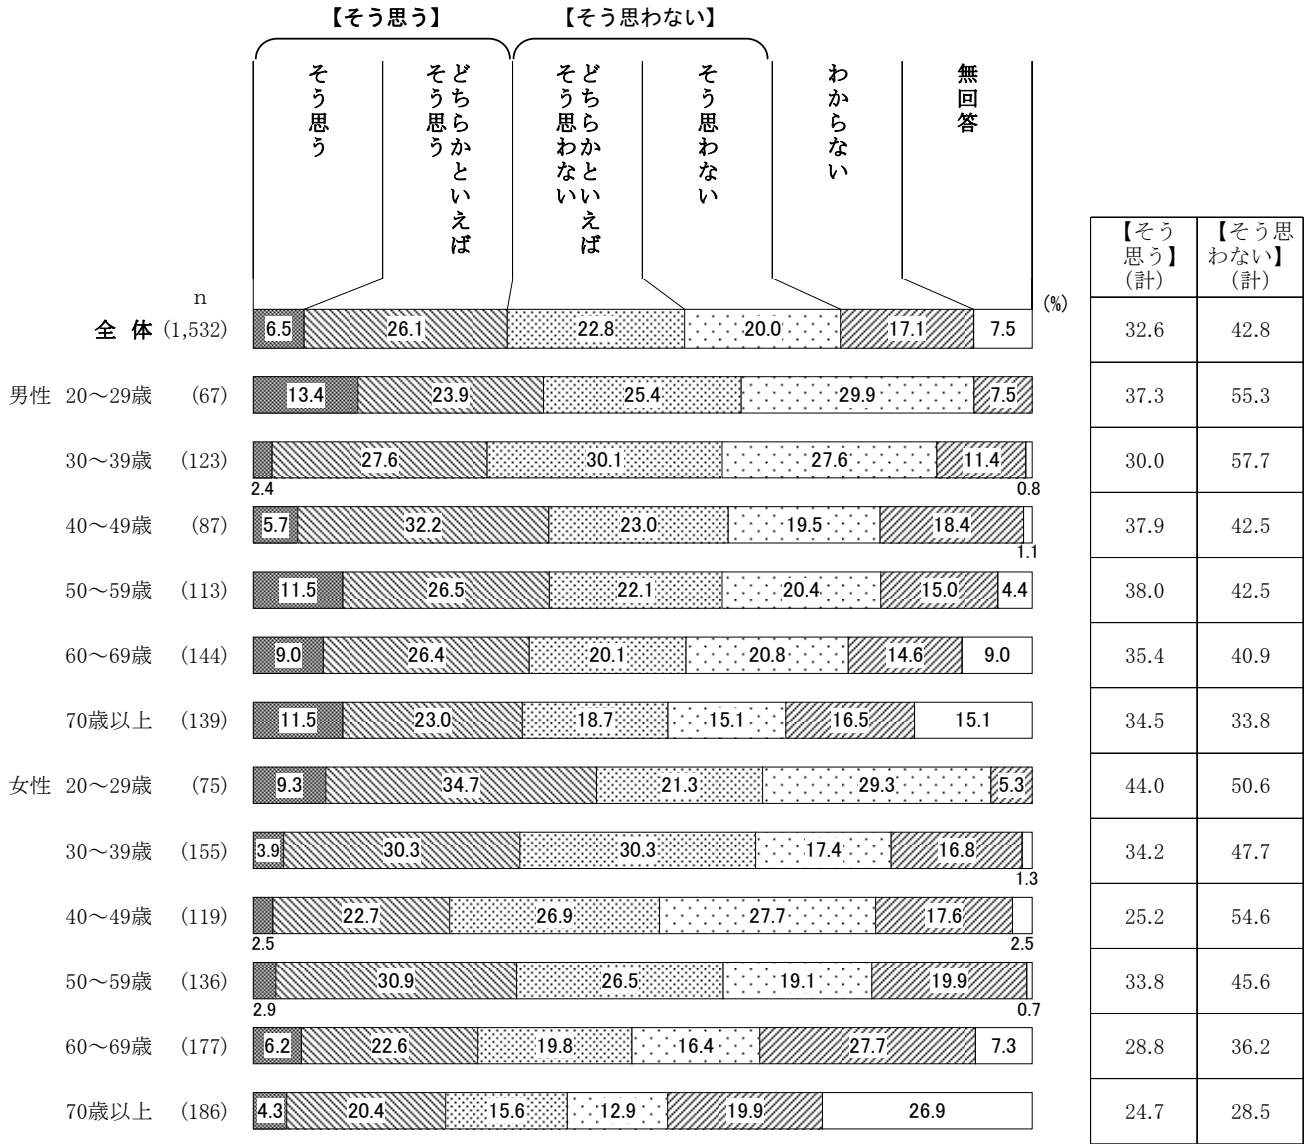 【そう思う】 【そう思わない】
そう思う
どちらかといえば
そう思う
どちらかといえば
そう思わない
そう思わない
わからない
無回答
【そう
思う】
(計)
【そう思
わない】
(計)
n
(%)
全 体 (1,532) 6.5 26.1 22.8 20.0 17.1 7.5 32.6 42.8
男性 20～29歳 (67) 13.4 23.9 25.4 29.9 7.5 37.3 55.3
30～39歳 (123) 27.6 30.1 27.6 11.4 30.0 57.7
2.4 0.8
40～49歳 (87) 5.7 32.2 23.0 19.5 18.4 37.9 42.5
1.1
50～59歳 (113) 11.5 26.5 22.1 20.4 15.0 4.4 38.0 42.5
60～69歳 (144) 9.0 26.4 20.1 20.8 14.6 9.0 35.4 40.9
70歳以上 (139) 11.5 23.0 18.7 15.1 16.5 15.1 34.5 33.8
女性 20～29歳 (75) 9.3 34.7 21.3 29.3 5.3 44.0 50.6
30～39歳 (155) 3.9 30.3 30.3 17.4 16.8 34.2 47.7
1.3
40～49歳 (119) 22.7 26.9 27.7 17.6 25.2 54.6
2.5 2.5
50～59歳 (136) 30.9 26.5 19.1 19.9 33.8 45.6
2.9 0.7
60～69歳 (177) 6.2 22.6 19.8 16.4 27.7 7.3 28.8 36.2
70歳以上 (186) 4.3 20.4 15.6 12.9 19.9 26.9 24.7 28.5